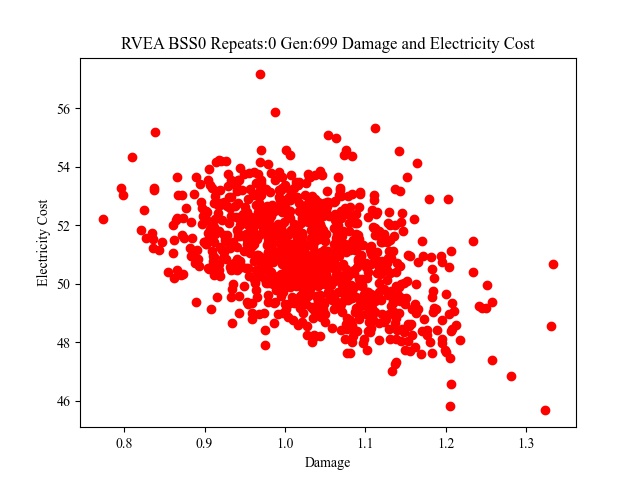 RVEA BSS0 Repeats:0 Gen:699 Damage and Electricity Cost
56
54
52
50
48
46
Electricity Cost
0.8 0.9 1.0 1.1 1.2 1.3
Damage